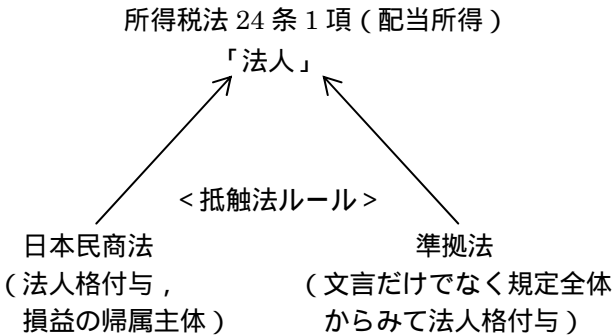 所得税法 24 条 1 項 ( 配当所得 )
「法人」
< 抵触法ルール >
日本民商法
( 法人格付与 ,
損益の帰属主体 )
準拠法
( 文言だけでなく規定全体
からみて法人格付与 )